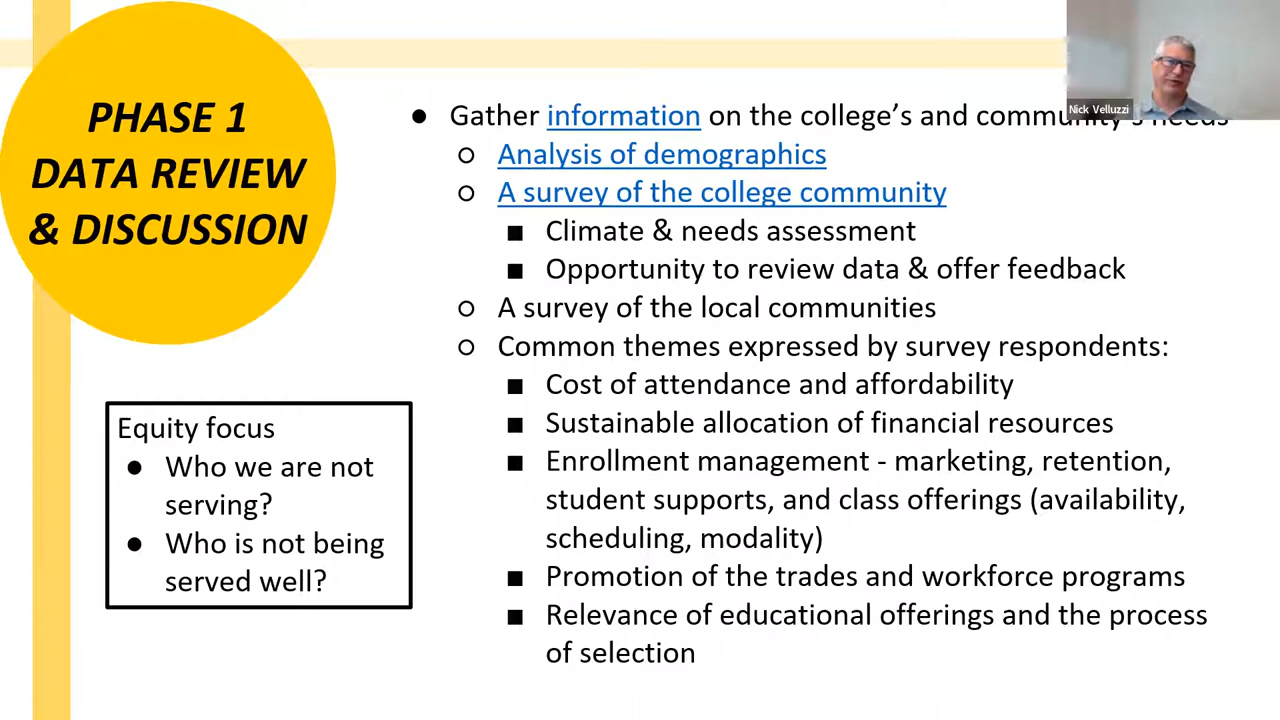 PHASE 1
DATA REVIEW
& DISCUSSION
Nick Velluzzi
● Gather information on the college's and community's needs
○ Analysis of demographics
○ A survey of the college community
■ Climate & needs assessment
■ Opportunity to review data & offer feedback
○ A survey of the local communities
○ Common themes expressed by survey respondents:
■ Cost of attendance and affordability
■ Sustainable allocation of financial resources
■ Enrollment management - marketing, retention,
student supports, and class offerings (availability,
scheduling, modality)
■ Promotion of the trades and workforce programs
■ Relevance of educational offerings and the process
of selection
Equity focus
● Who we are not
serving?
● Who is not being
served well?